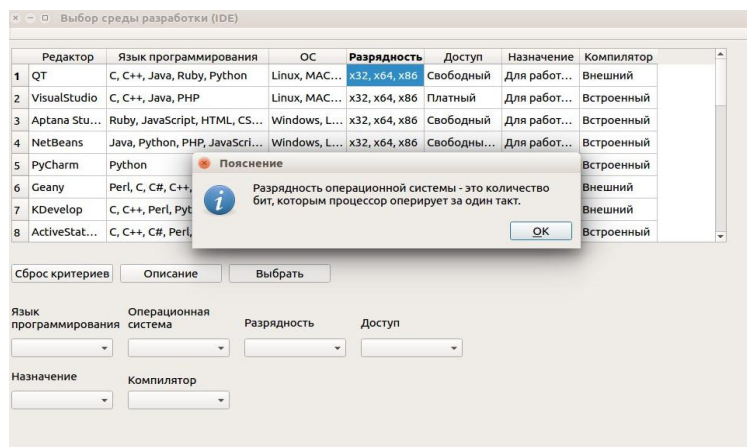 Выбор среды разработки (IDE)
Редактор Язык программирования ОС Разрядность Доступ Назначение Компилятор
1 QT C, C++, Java, Ruby, Python Linux, MAC... x32, x64, x86 Свободный Для работ... Внешний
2 VisualStudio C, C++, Java, PHP Linux, MAC... x32, x64, x86 Платный Для работ... Встроенный
3 Aptana Stu... Ruby, JavaScript, HTML, CS... Windows, L... x32, x64, x86 Свободный Для работ... Встроенный
4 NetBeans Java, Python, PHP, JavaScri... Windows, L... x32, x64, x86 Свободны... Для работ... Встроенный
5 PyCharm Python Встроенный
6 Geany Perl, C, C#, C++, Внешний
7 KDevelop C, C++, Perl, Pyt Внешний
8 ActiveStat... C, C++, C#, Perl, Встроенный
Пояснение
Разрядность операционной системы - это количество
бит, которым процессор оперирует за один такт.
OK
Сброс критериев Описание Выбрать
Язык
программирования
Операционная
система
Разрядность
Доступ
Назначение
Компилятор